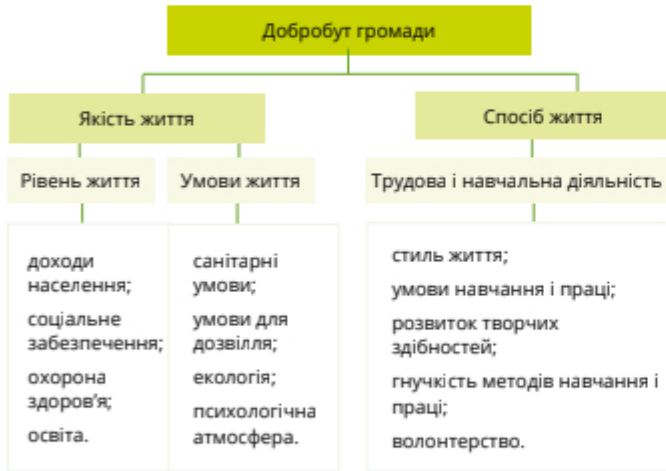 Добробут громади
Якість життя
Спосіб життя
Рівень життя
Умови життя
Трудова і навчальна діяльність
доходи
населення;
соціальне
забезпечення;
охорона
здоров'я;
освіта.
санітарні
умови;
умови для
дозвілля;
екологія;
психологічна
атмосфера.
стиль життя;
умови навчання і праці;
розвиток творчих
здібностей;
гнучкість методів навчання і
праці;
волонтерство.